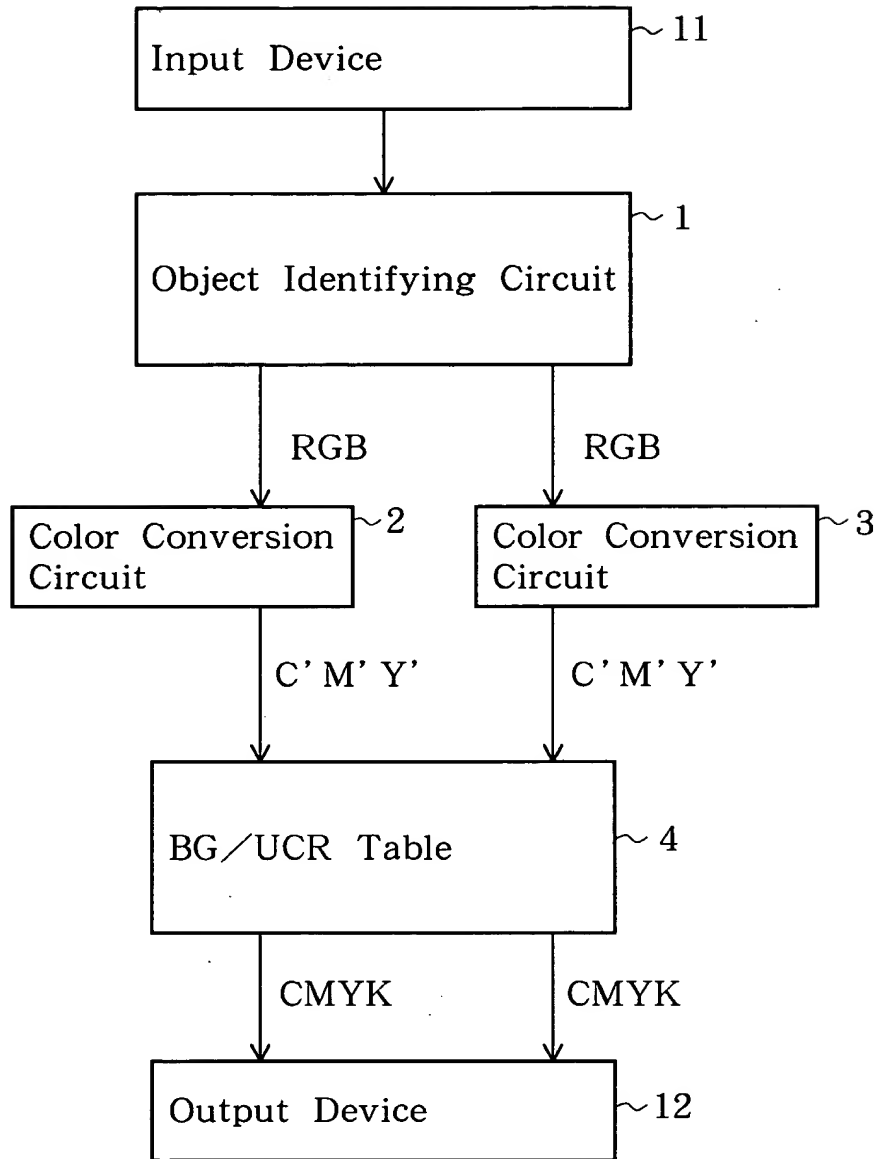 11
Input Device
1
Object Identifying Circuit
RGB
RGB
2
3
Color Conversion
Circuit
Color Conversion
Circuit
C' M' Y'
C' M' Y'
BG/UCR Table
4
CMYK
CMYK
Output Device
12